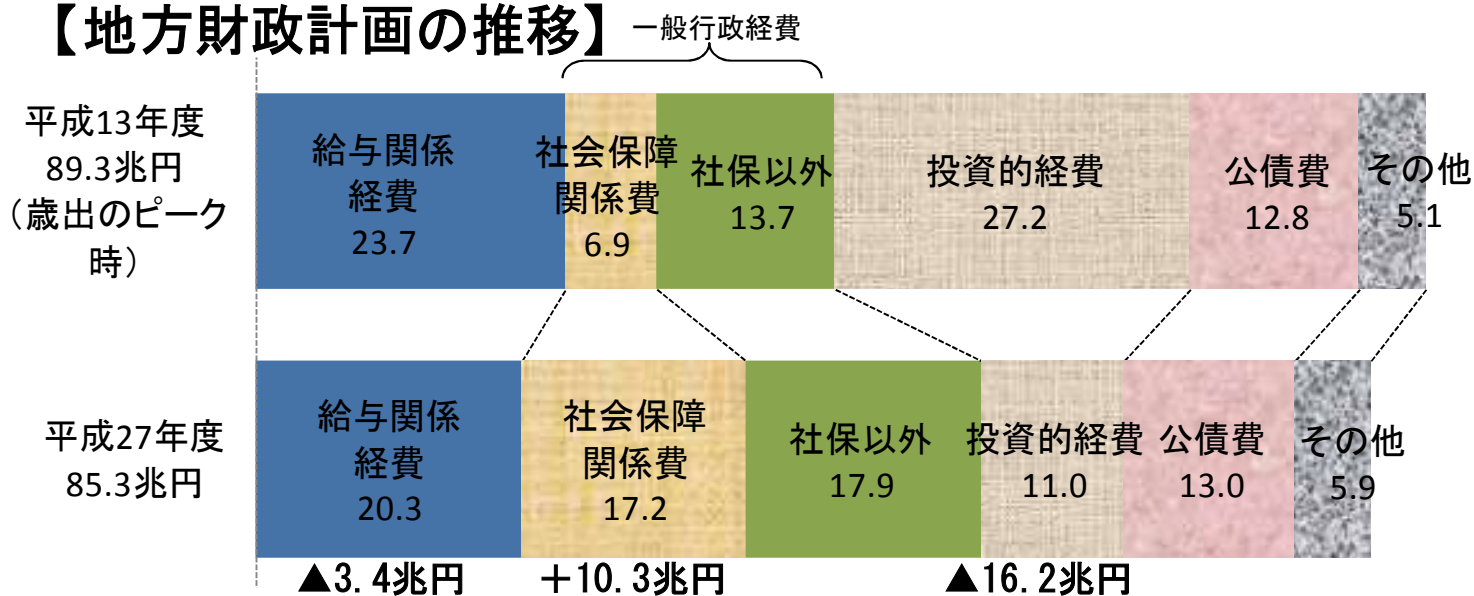 【地方財政計画の推移】
一般行政経費
平成13年度
89.3兆円
（歳出のピーク
時）
給与関係
経費
23.7
社会保障
関係費
6.9
社保以外
13.7
投資的経費
27.2
公債費
12.8
その他
5.1
平成27年度
85.3兆円
給与関係
経費
20.3
社会保障
関係費
17.2
社保以外
17.9
投資的経費
11.0
公債費
13.0
その他
5.9
▲3.4兆円
＋10.3兆円
▲16.2兆円